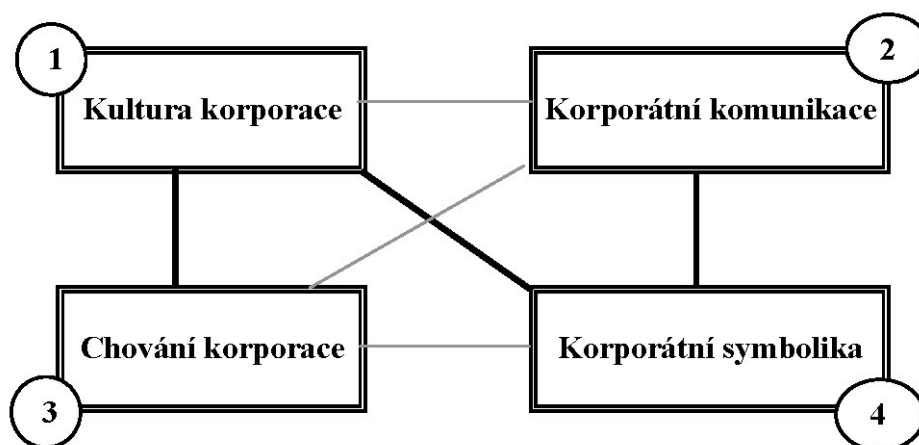 1
Kultura korporace
2
Korporátní komunikace
Chování korporace
3
Korporátní symbolika
4